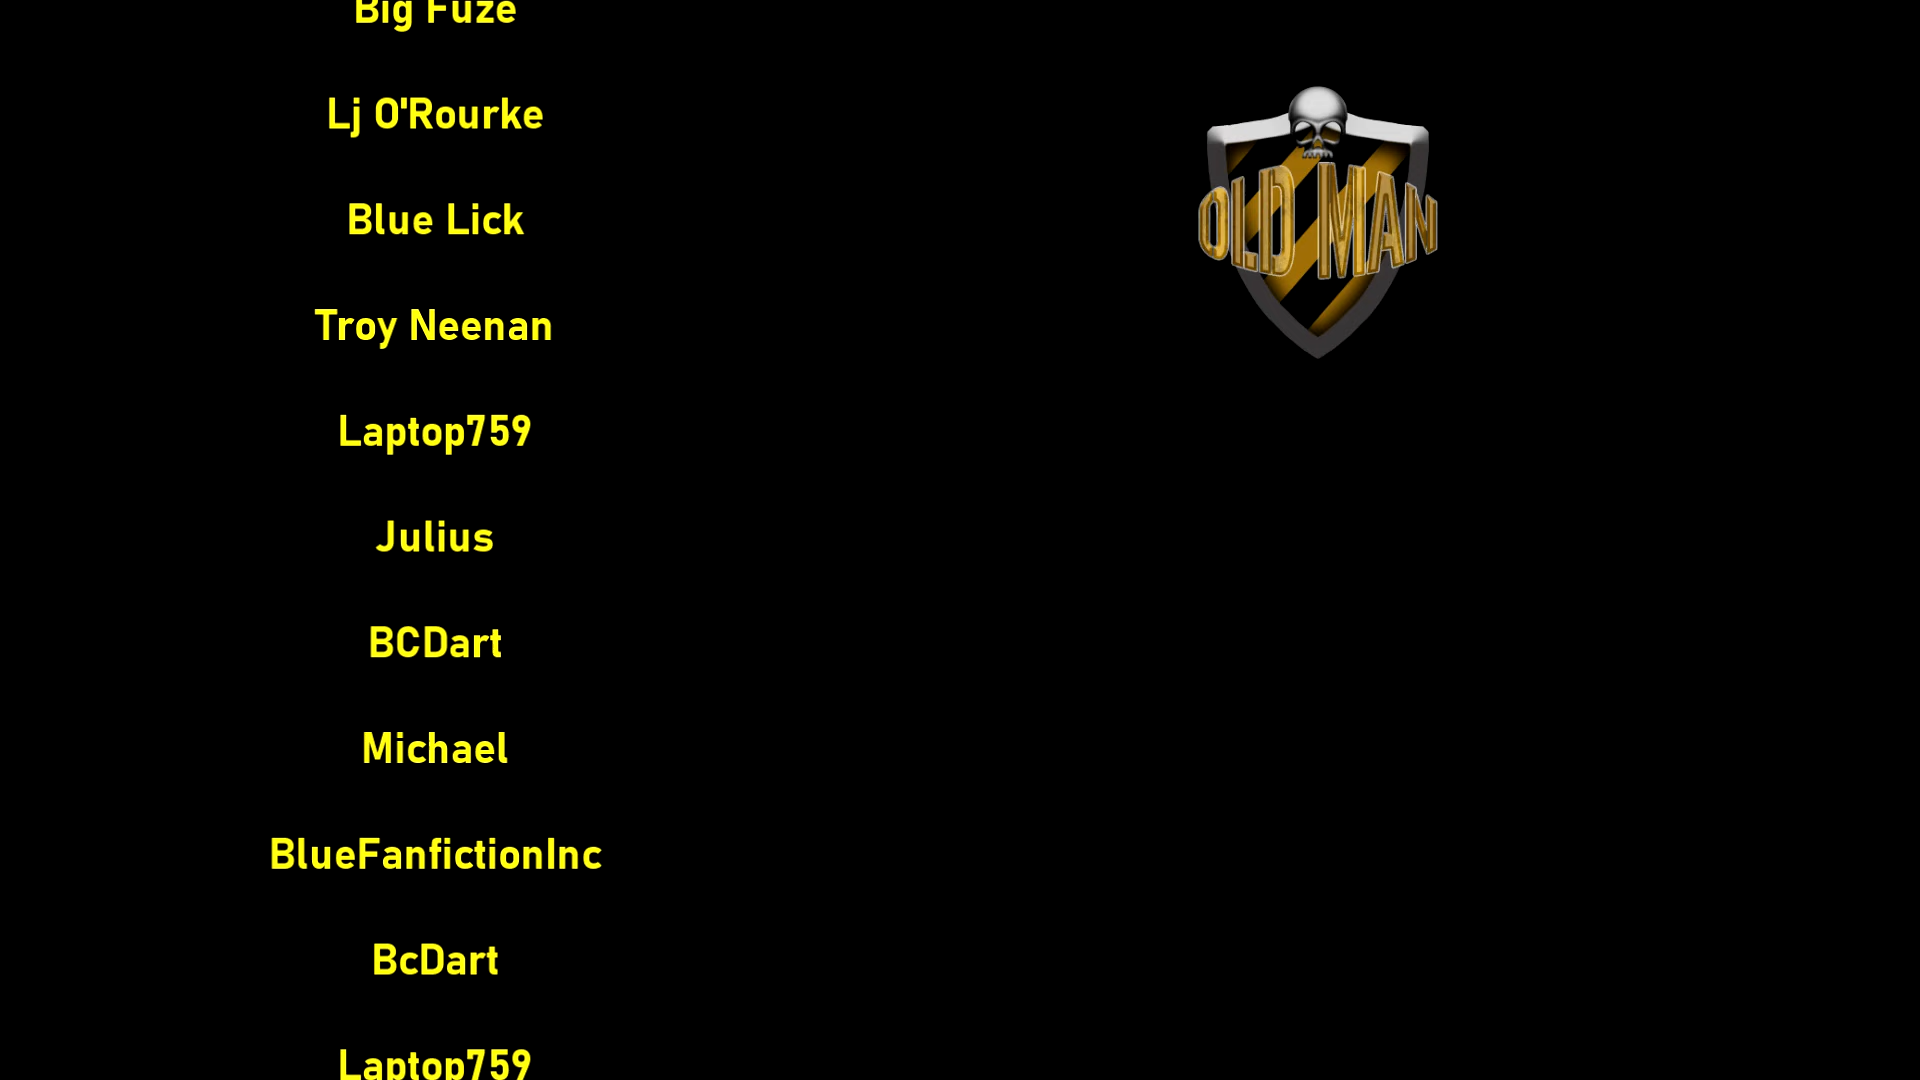 Big Fuze
Lj O'Rourke
Blue Lick
Troy Neenan
Laptop759
Julius
BCDart
Michael
BlueFanfictionInc
BcDart
Laptop759
OLD MAN